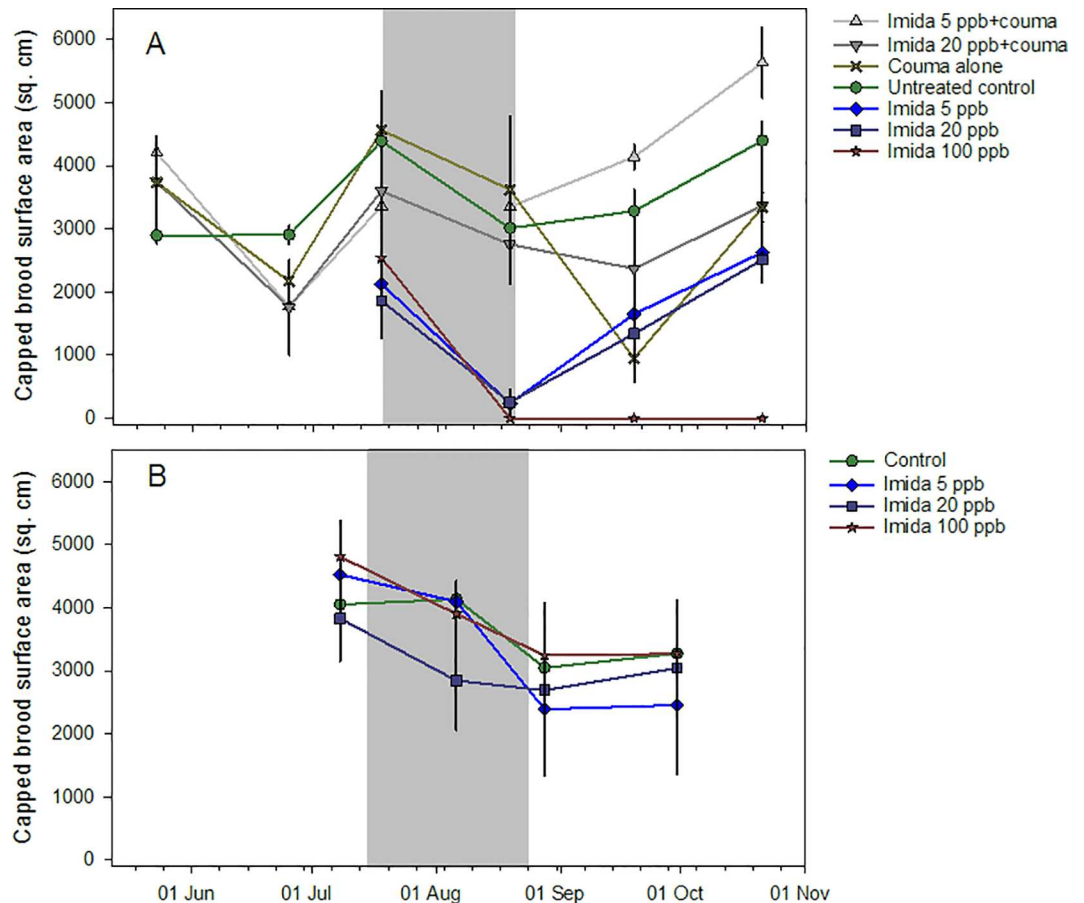 A
Capped brood surface area (sq. cm)
6000
5000
4000
3000
2000
1000
0
Imida 5 ppb+couma
Imida 20 ppb+couma
Couma alone
Untreated control
Imida 5 ppb
Imida 20 ppb
Imida 100 ppb
B
Capped brood surface area (sq. cm)
6000
5000
4000
3000
2000
1000
0
01 Jun 01 Jul 01 Aug 01 Sep 01 Oct 01 Nov
Control
Imida 5 ppb
Imida 20 ppb
Imida 100 ppb